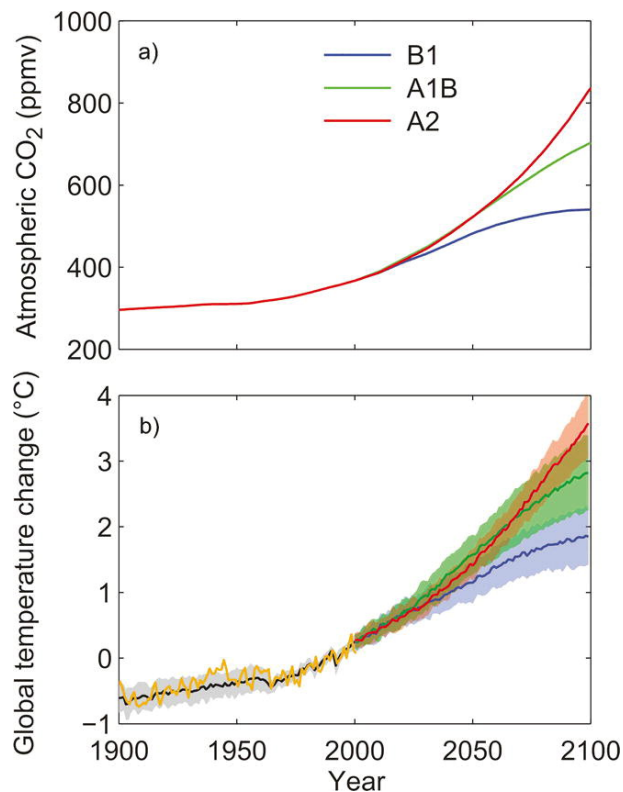 1000
a)
B1
A1B
A2
800
600
400
200
Atmospheric CO2 (ppmv)
4
b)
3
2
1
0
−1
Global temperature change (°C)
1900 1950 2000 2050 2100
Year